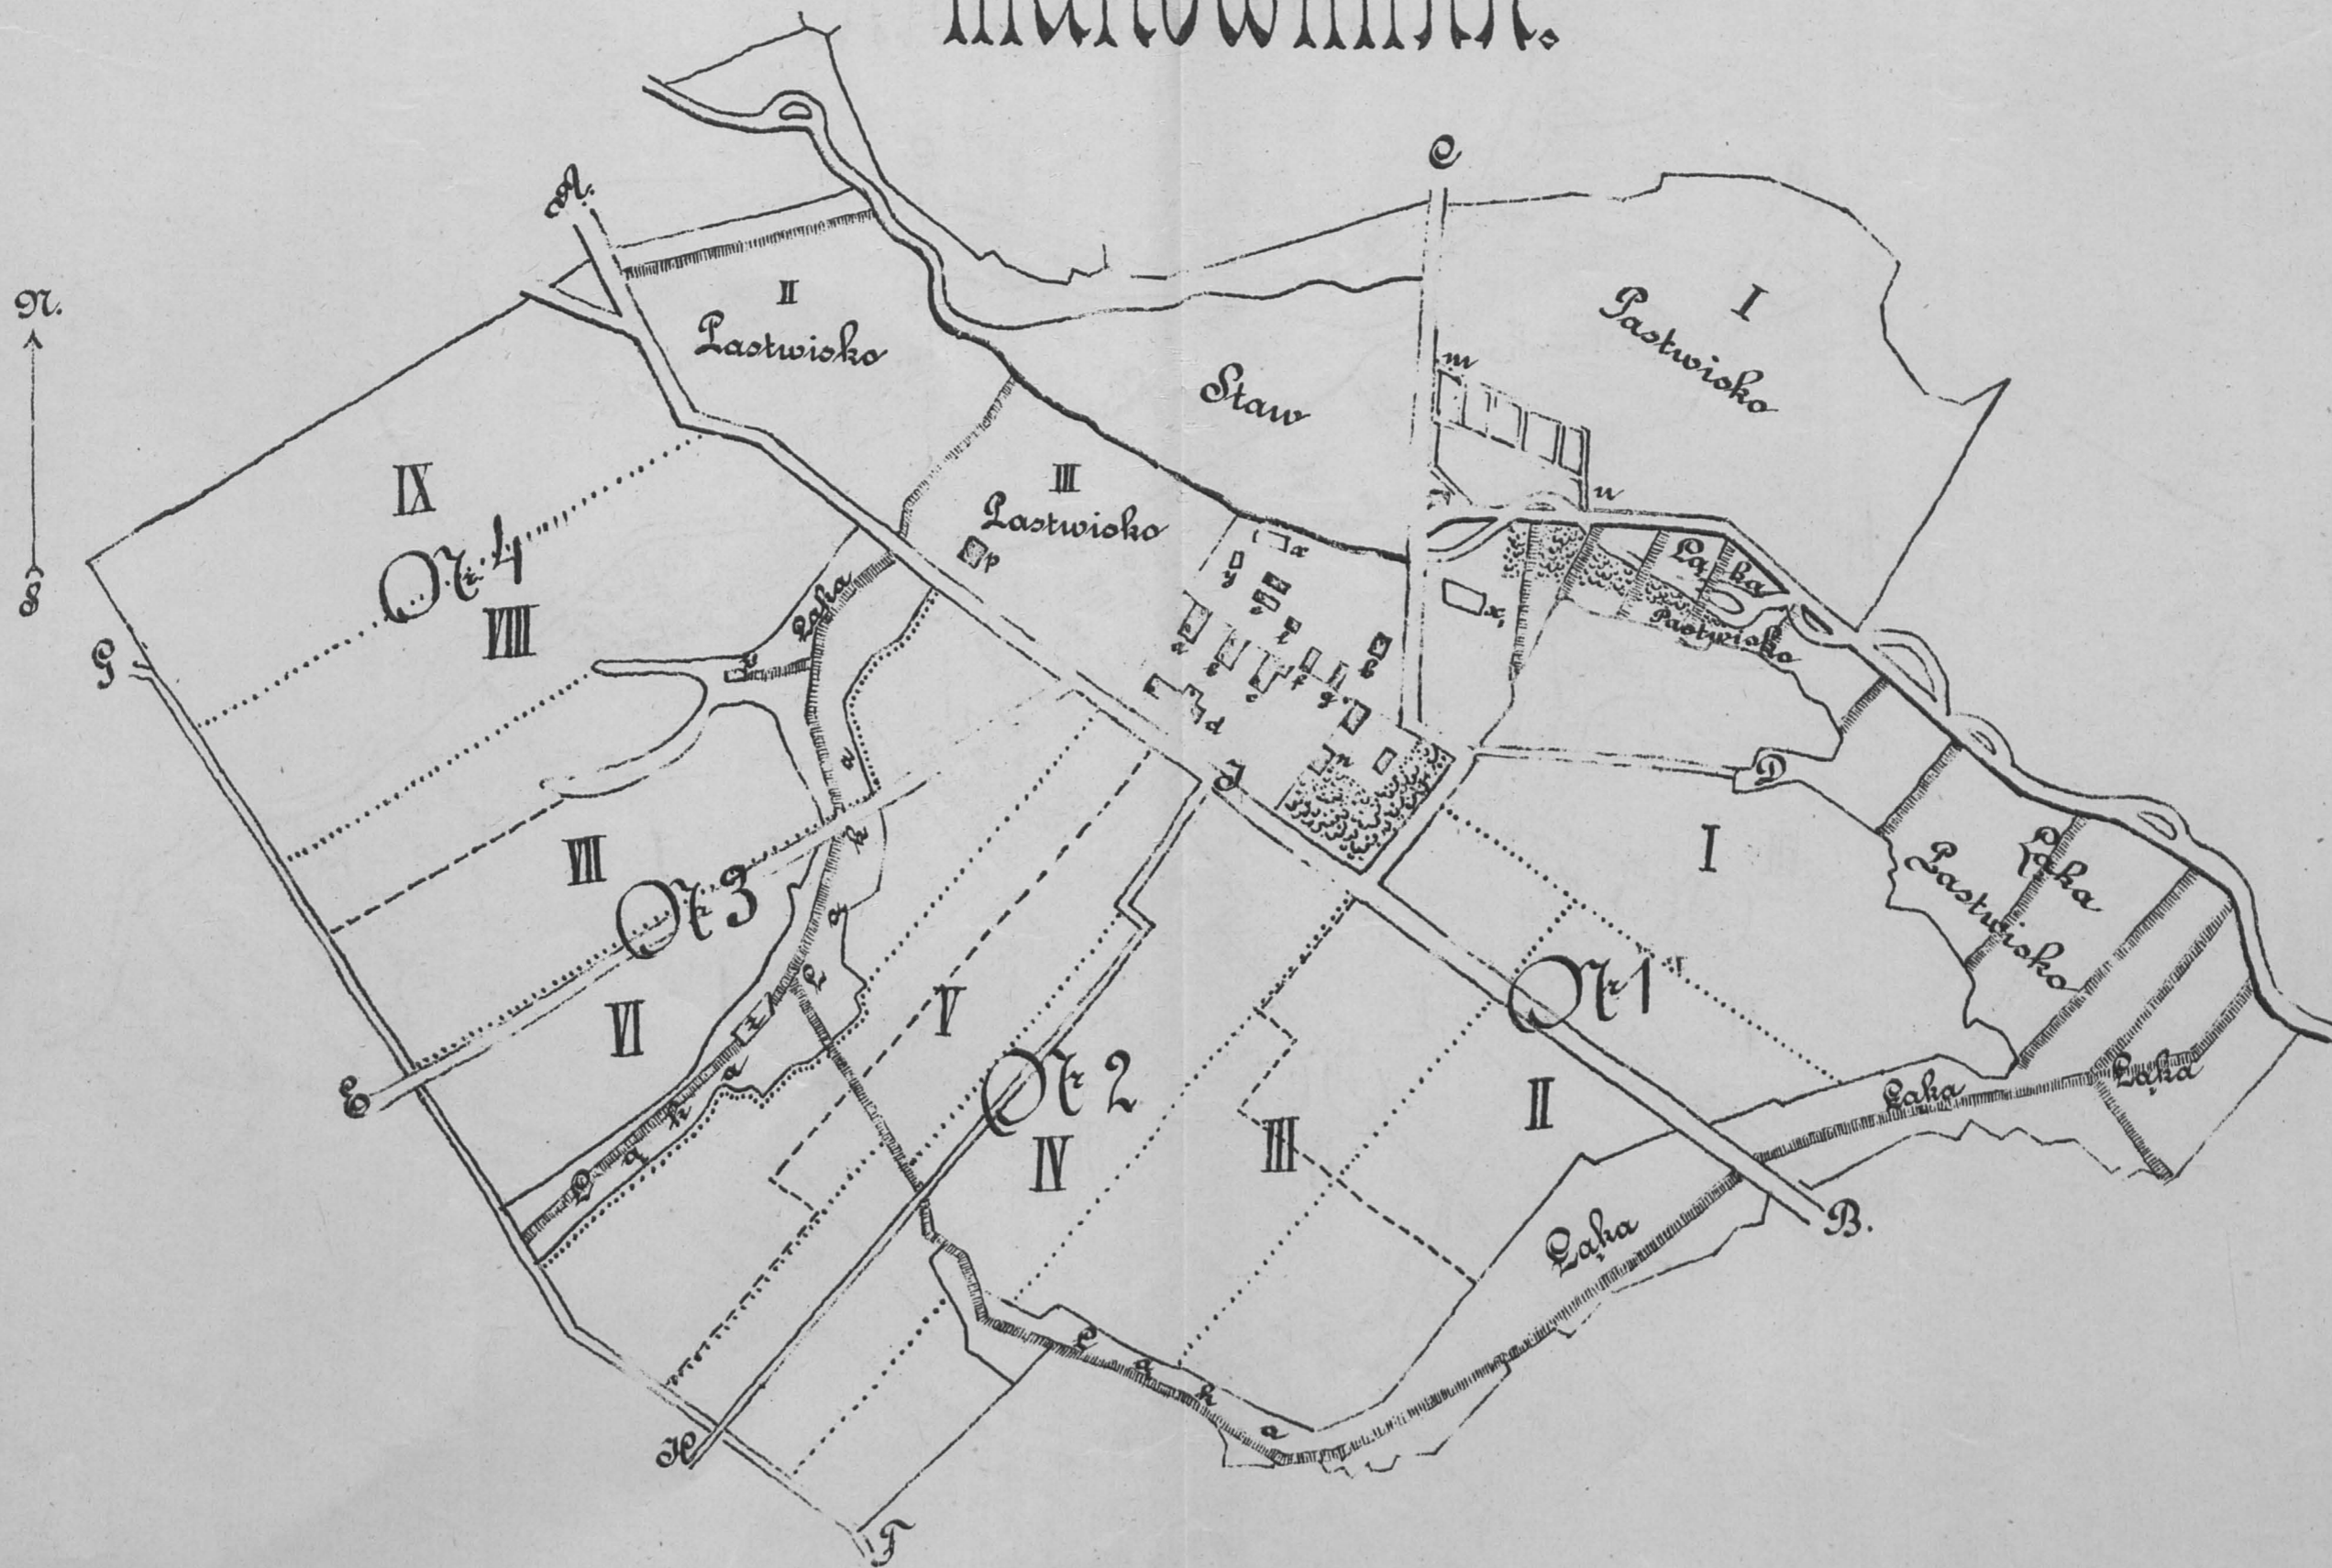 C
A.
N.
II
Pastwisko
I
Pastwisko
m
Staw
IX
III
Pastwisko
n
Nr. 4
p
x
Łąka
y
VIII
S
Łąka
x,
Pastwisko
G
d
n
J
D
VIII
I
Nr. 3
Łąka
Pastwisko
Łąka
Nr 1
VI
V
t
E
Nr 2
II
Łąka
Łąka
III
IV
Łąka
Łąka
B.
Łąka
H
F